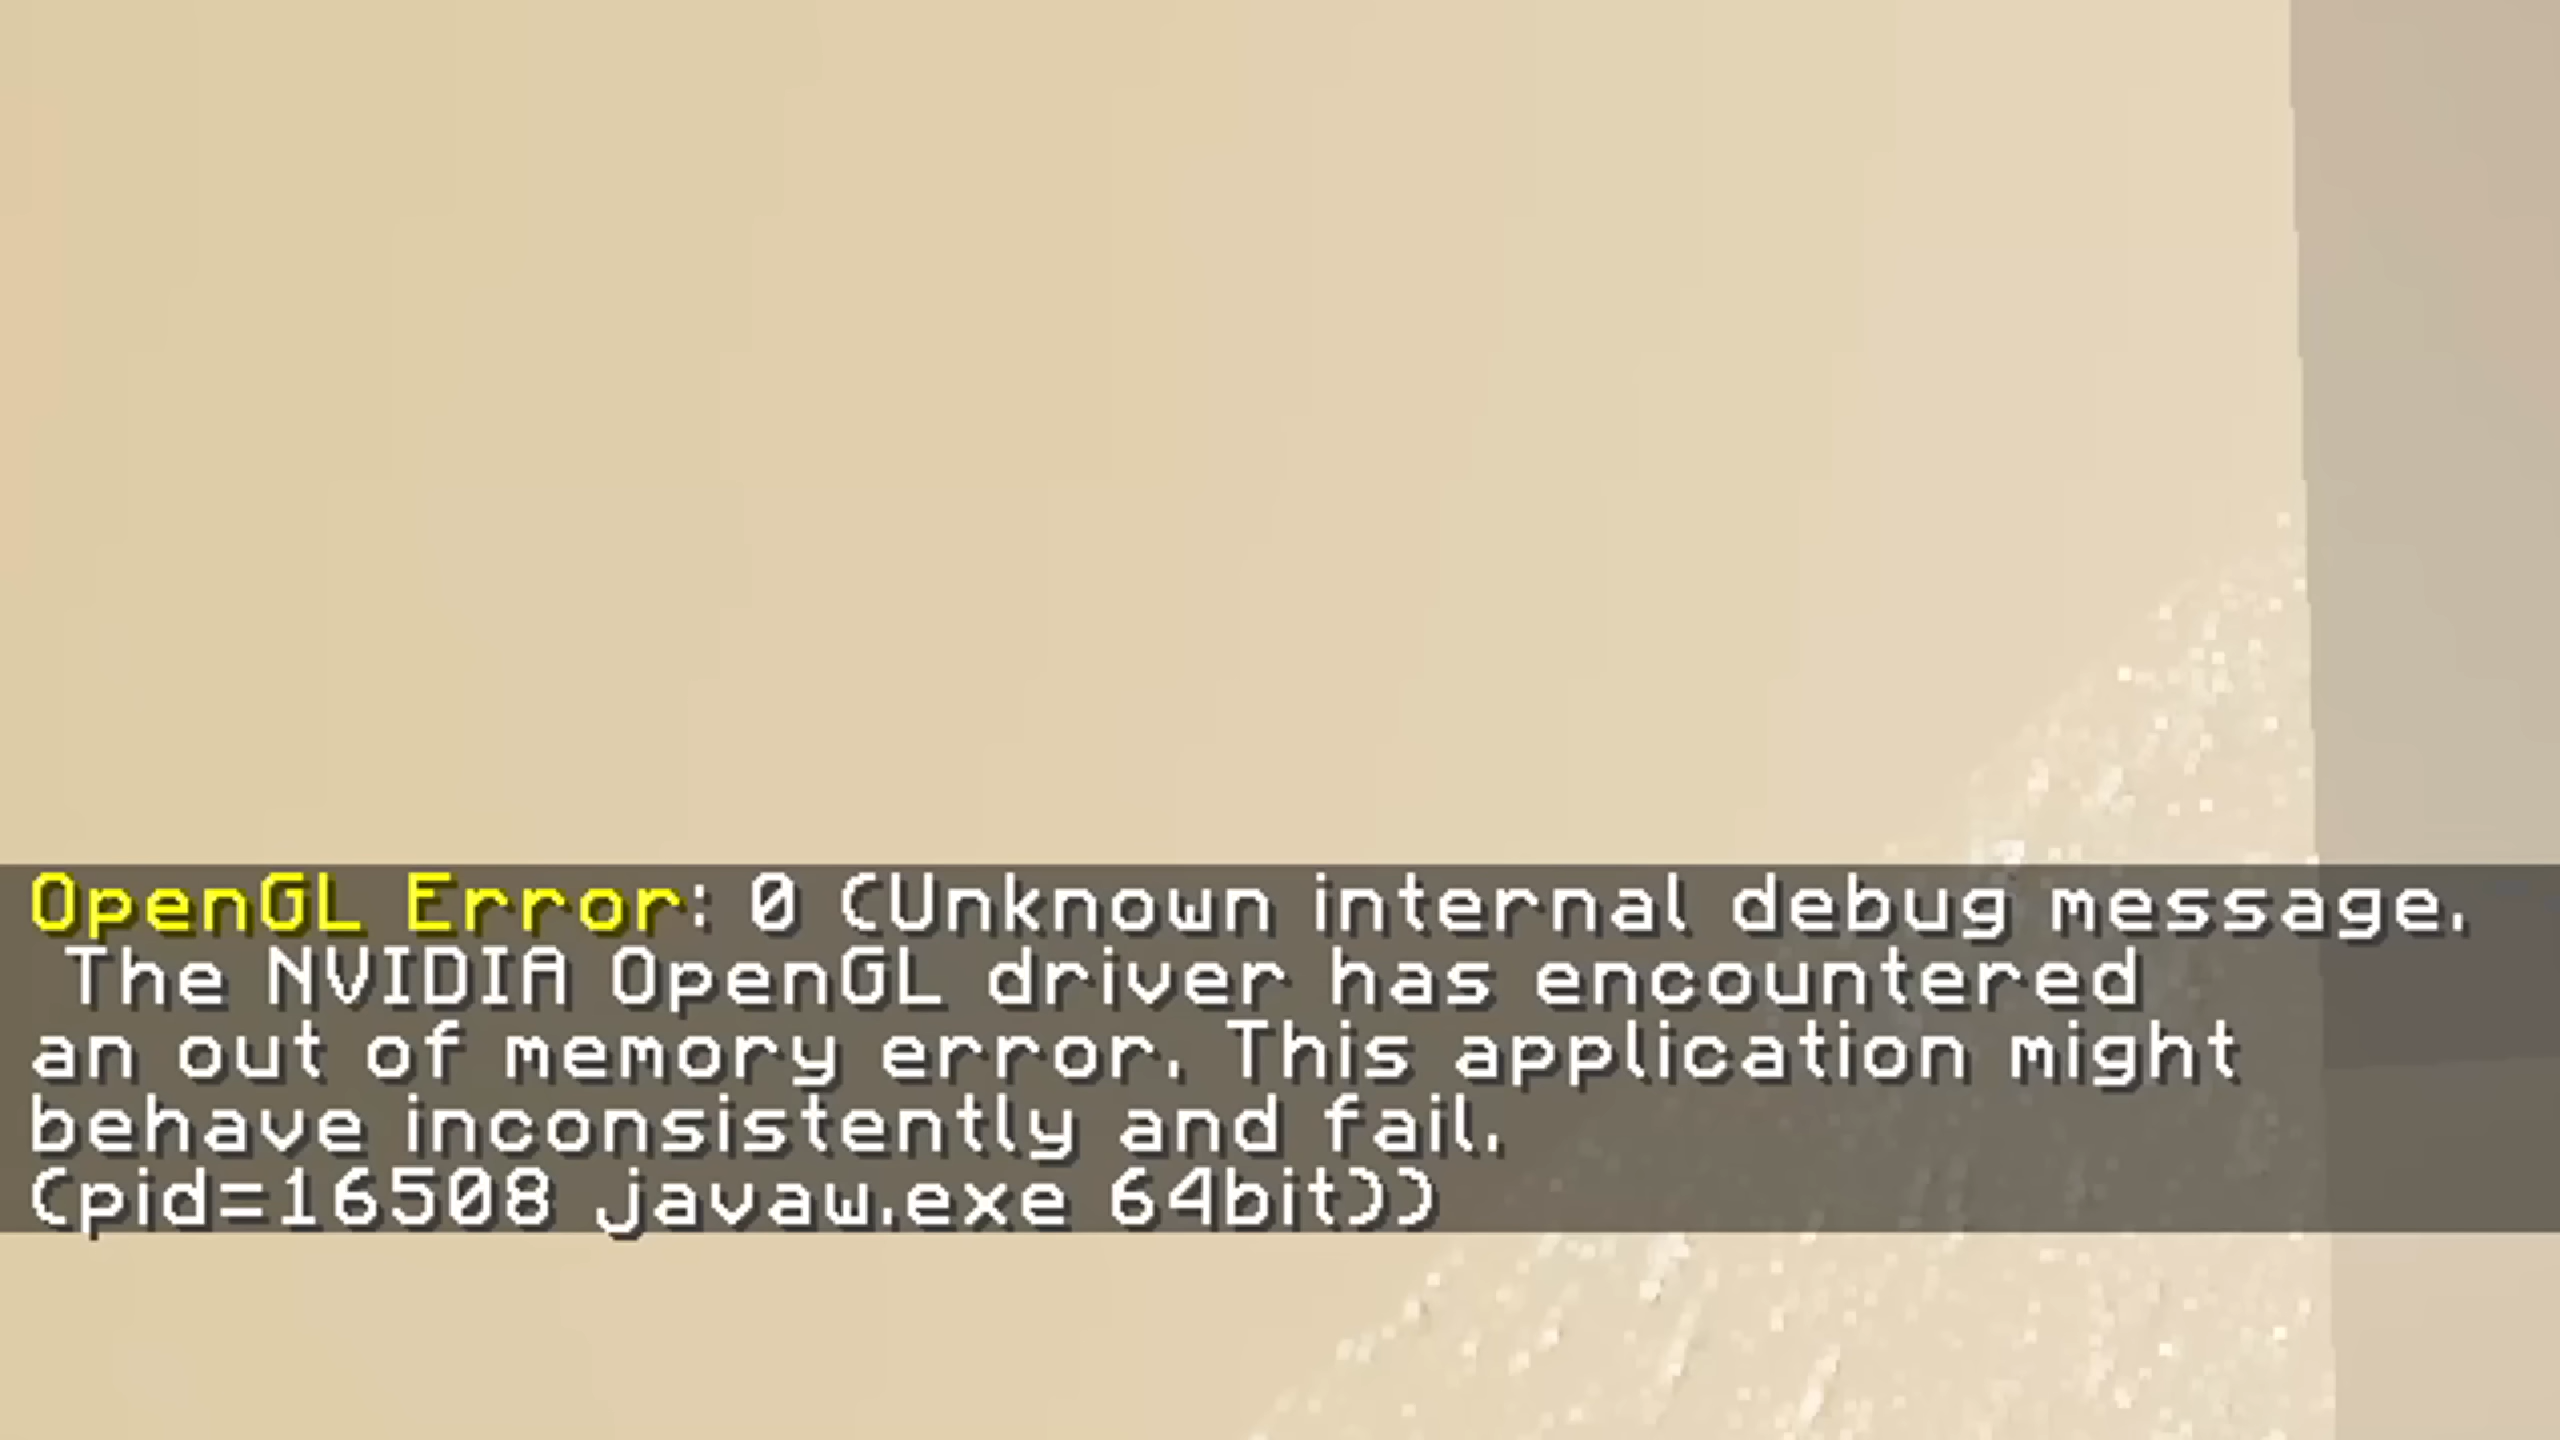 OpenGL Error: 0 (Unknown internal debug message.
The NVIDIA OpenGL driver has encountered
an out of memory error. This application might
behave inconsistently and fail.
(pid=16508 javaw.exe 64bit))